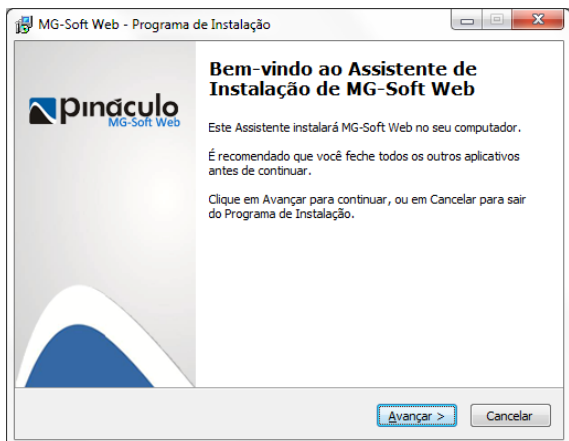 MG-Soft Web - Programa de Instalação
Pináculo
MG-Soft Web
Bem-vindo ao Assistente de
Instalação de MG-Soft Web
Este Assistente instalará MG-Soft Web no seu computador.
É recomendado que você feche todos os outros aplicativos
antes de continuar.
Clique em Avançar para continuar, ou em Cancelar para sair
do Programa de Instalação.
Avançar >
Cancelar